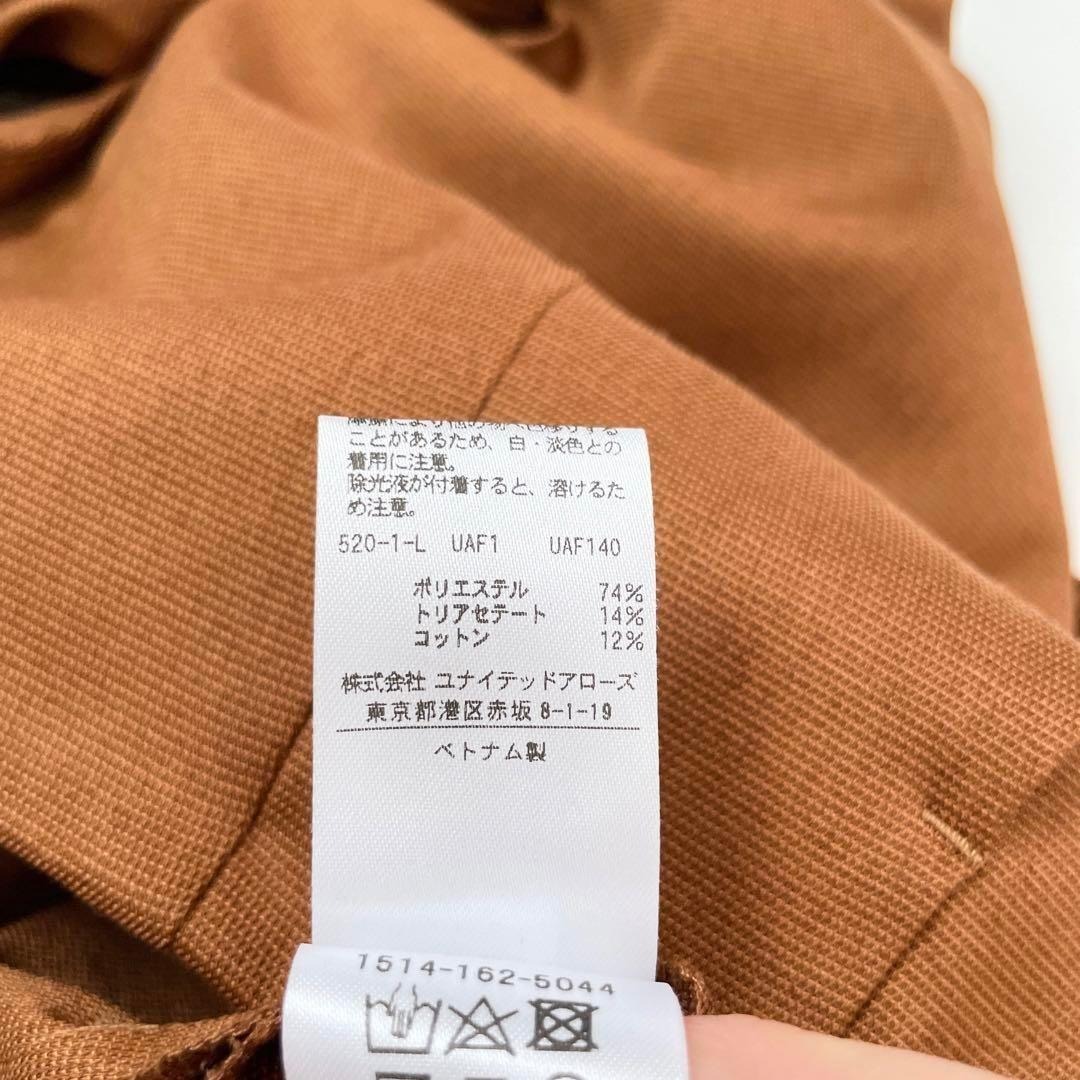 ことがあるため、白・淡色との
着用に注意。
除光液が付着すると、溶けるた
め注意。
520-1-L UAF1 UAF140
ポリエステル 74%
トリアセテート 14%
コットン 12%
株式会社 ユナイテッドアローズ
東京都港区赤坂 8-1-19
ベトナム製
1514-162-5044